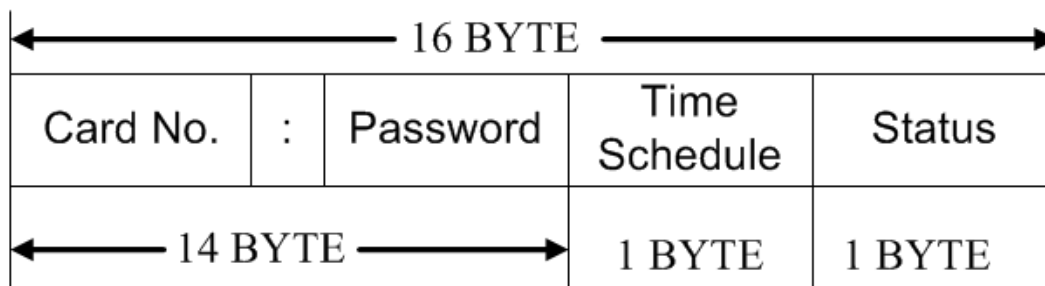 16 BYTE
Card No.
:
Password
Time
Schedule
Status
14 BYTE
1 BYTE
1 BYTE